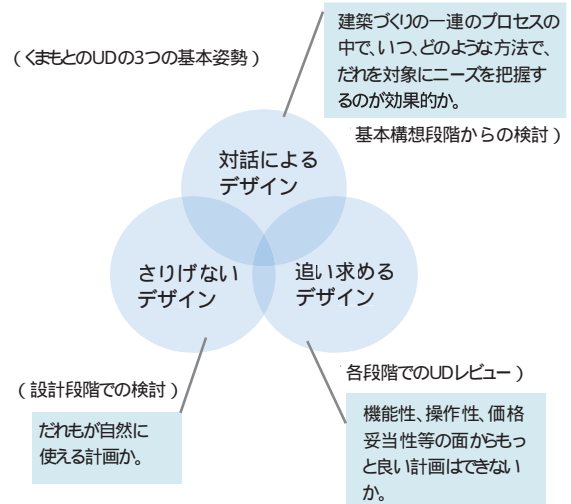 (くまもとのUDの3つの基本姿勢)
建築づくりの一連のプロセスの
中で、いつ、どのような方法で、
だれを対象にニーズを把握す
るのが効果的か。
基本構想段階からの検討)
対話による
デザイン
さりげない
デザイン
追い求める
デザイン
(設計段階での検討)
だれもが自然に
使える計画か。
各段階でのUDレビュー)
機能性、操作性、価格
妥当性等の面からもっ
と良い計画はできない
か。